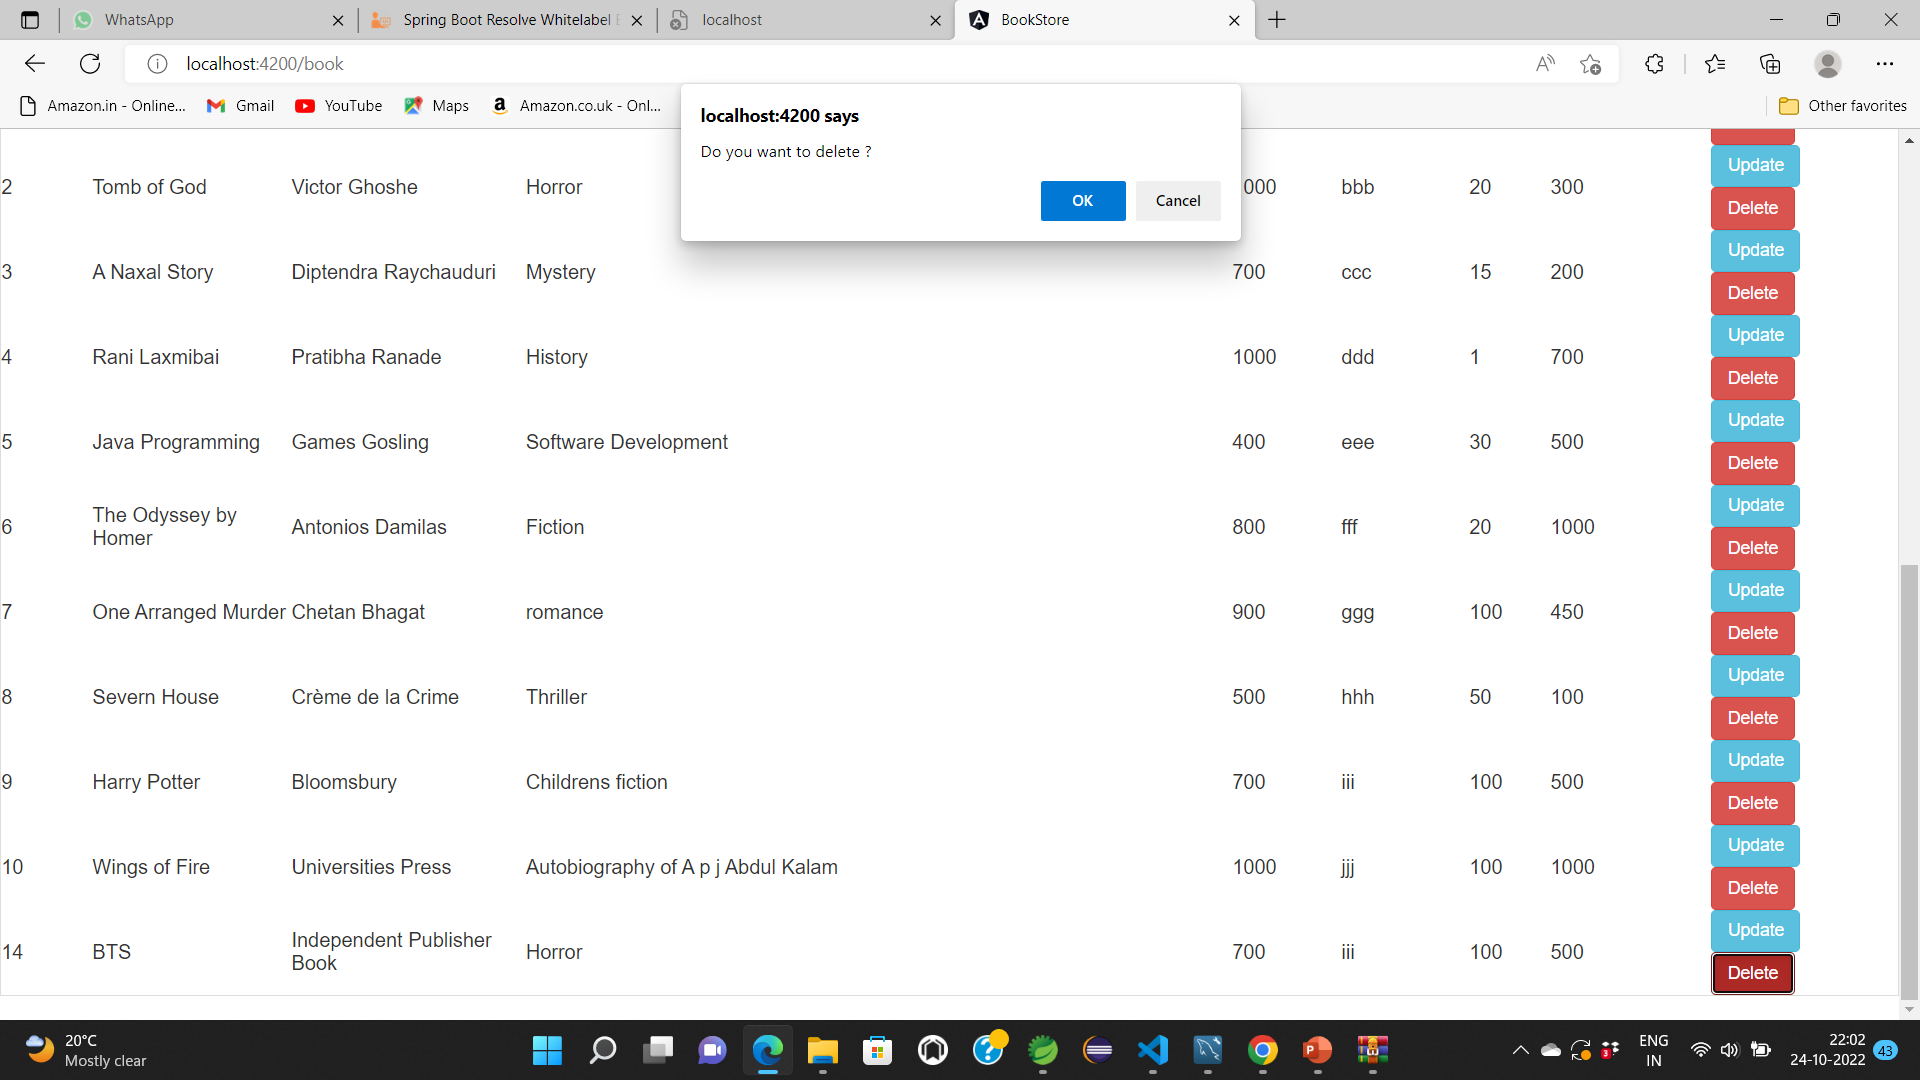 WhatsApp
Spring Boot Resolve Whitelabel E
localhost
BookStore
localhost:4200/book
Amazon.in - Online...
Gmail
YouTube
Maps
Amazon.co.uk - Onl...
Other favorites
localhost:4200 says
Do you want to delete ?
OK
Cancel
2 Tomb of God Victor Ghoshe Horror 000 bbb 20 300
Update
Delete
3 A Naxal Story Diptendra Raychauduri Mystery 700 ccc 15 200
Update
Delete
4 Rani Laxmibai Pratibha Ranade History 1000 ddd 1 700
Update
Delete
5 Java Programming Games Gosling Software Development 400 eee 30 500
Update
Delete
6 The Odyssey by
Homer
Antonios Damilas Fiction 800 fff 20 1000
Update
Delete
7 One Arranged Murder Chetan Bhagat romance 900 ggg 100 450
Update
Delete
8 Severn House Crème de la Crime Thriller 500 hhh 50 100
Update
Delete
9 Harry Potter Bloomsbury Childrens fiction 700 iii 100 500
Update
Delete
10 Wings of Fire Universities Press Autobiography of A p j Abdul Kalam 1000 jjj 100 1000
Update
Delete
14 BTS Independent Publisher
Book
Horror 700 iii 100 500
Update
Delete
20°C
Mostly clear
ENG
IN
22:02
24-10-2022
43